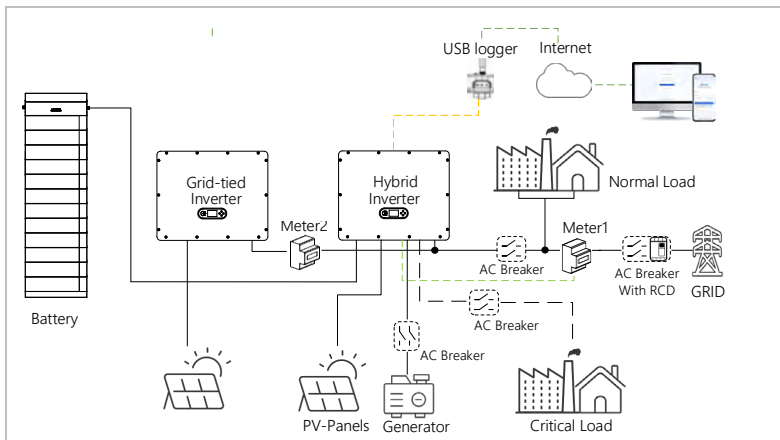 USB logger
Internet
Grid-tied
Inverter
Hybrid
Inverter
Normal Load
Meter2
Meter1
AC Breaker
AC Breaker
With RCD
GRID
Battery
AC Breaker
AC Breaker
PV-Panels
Generator
Critical Load